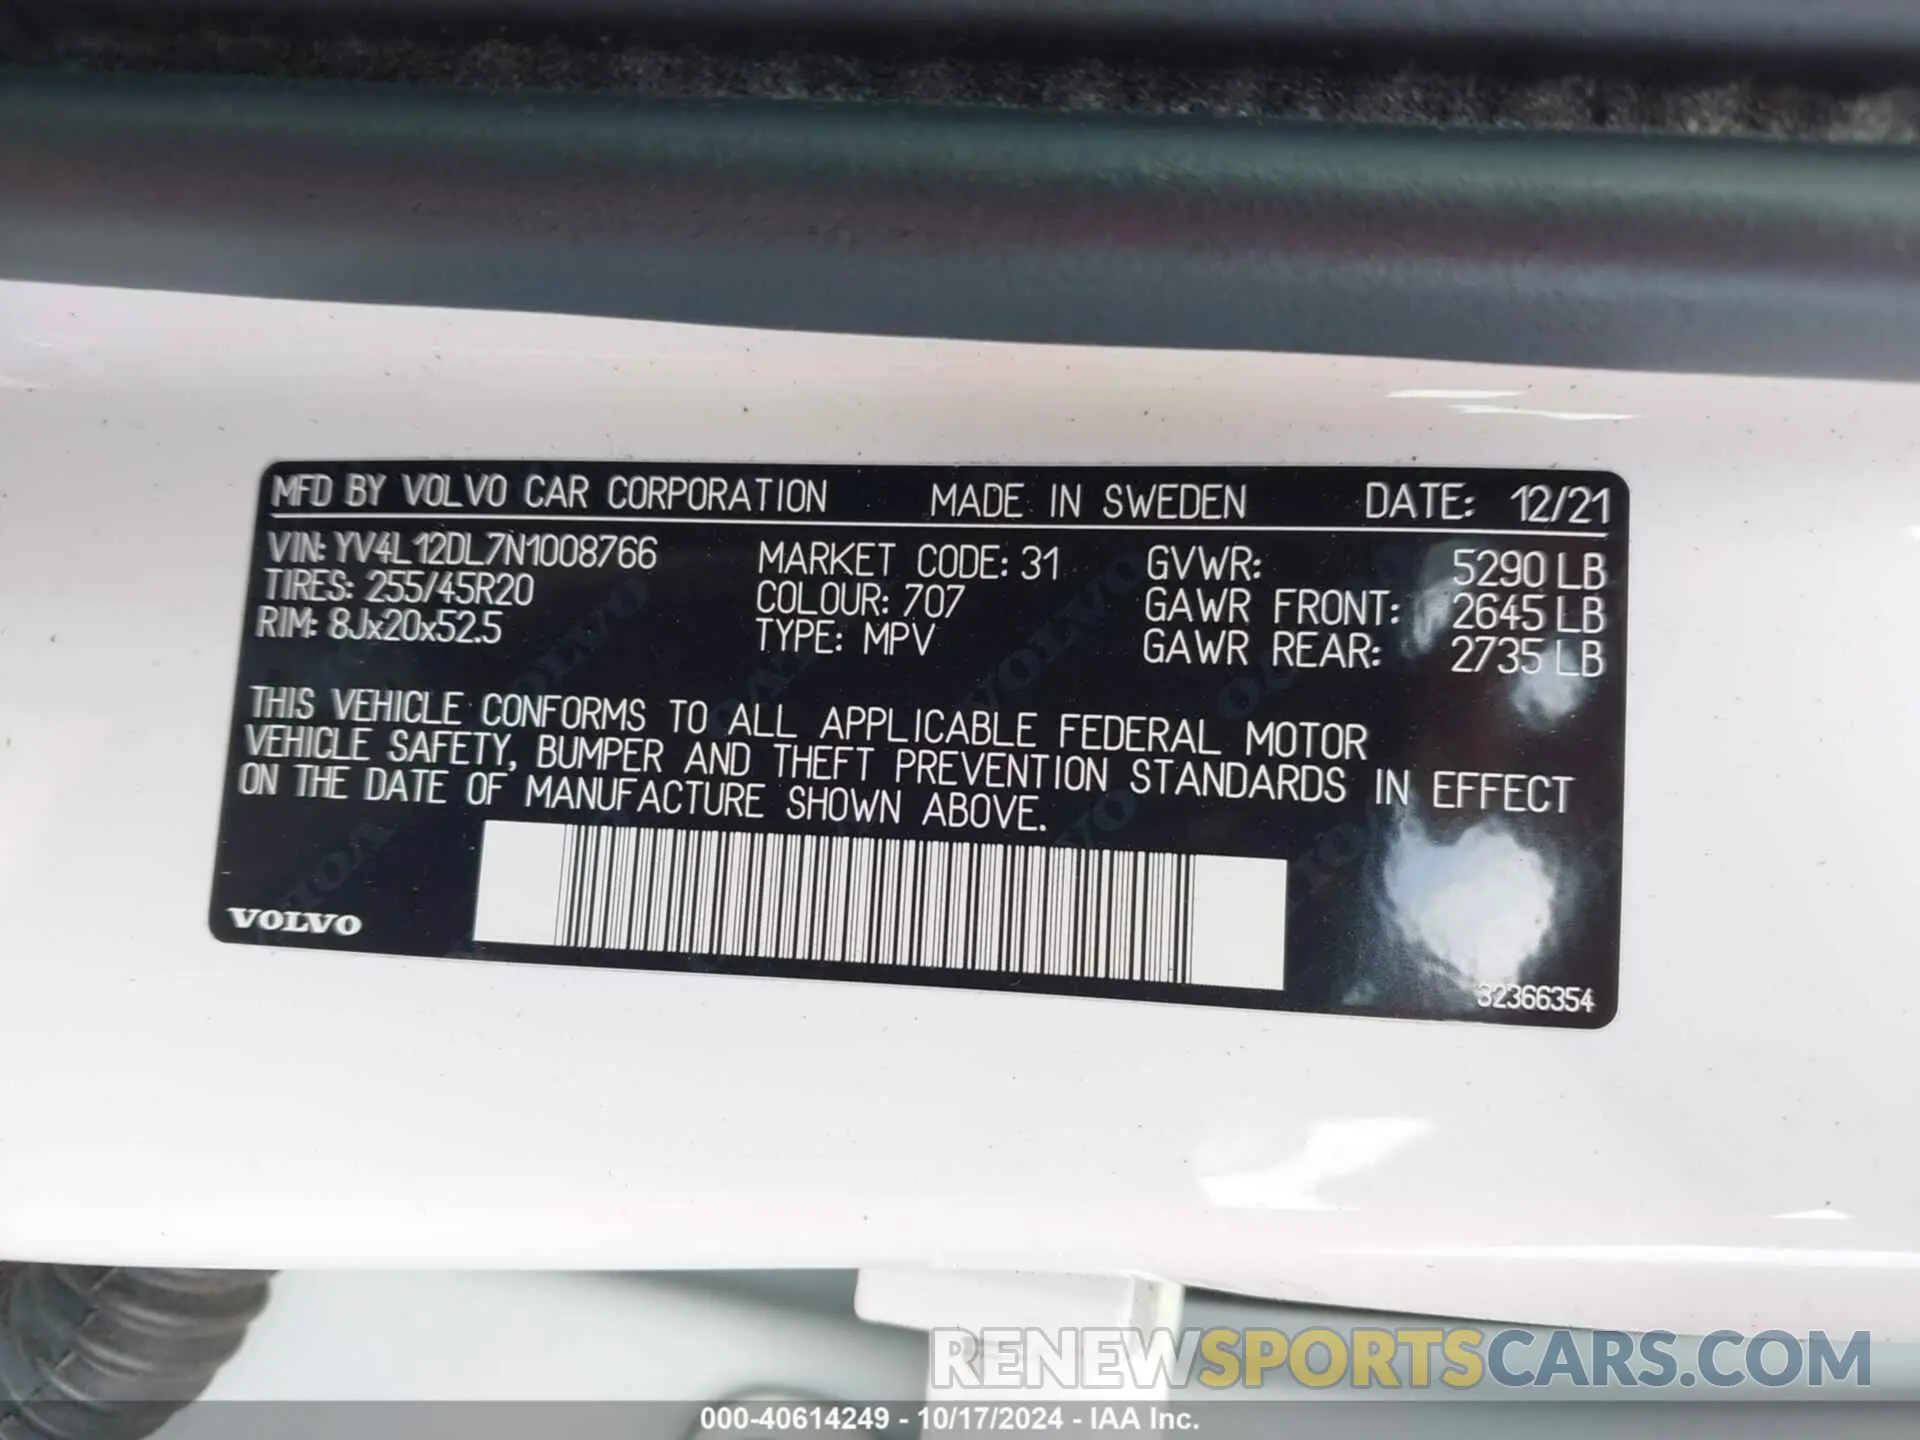 MFD BY VOLVO CAR CORPORATION MADE IN SWEDEN DATE: 12/21
VIN: YV4L12DL7N1008766 MARKET CODE: 31 GVWR: 5290 LB
TIRES: 255/45R20 COLOUR: 707 GAWR FRONT: 2645 LB
RIM: 8Jx20x52.5 TYPE: MPV GAWR REAR: 2735 LB
THIS VEHICLE CONFORMS TO ALL APPLICABLE FEDERAL MOTOR
VEHICLE SAFETY, BUMPER AND THEFT PREVENTION STANDARDS IN EFFECT
ON THE DATE OF MANUFACTURE SHOWN ABOVE.
VOLVO
32366354
RENEWSPORTSCARS.COM
000-40614249 - 10/17/2024 - IAA Inc.